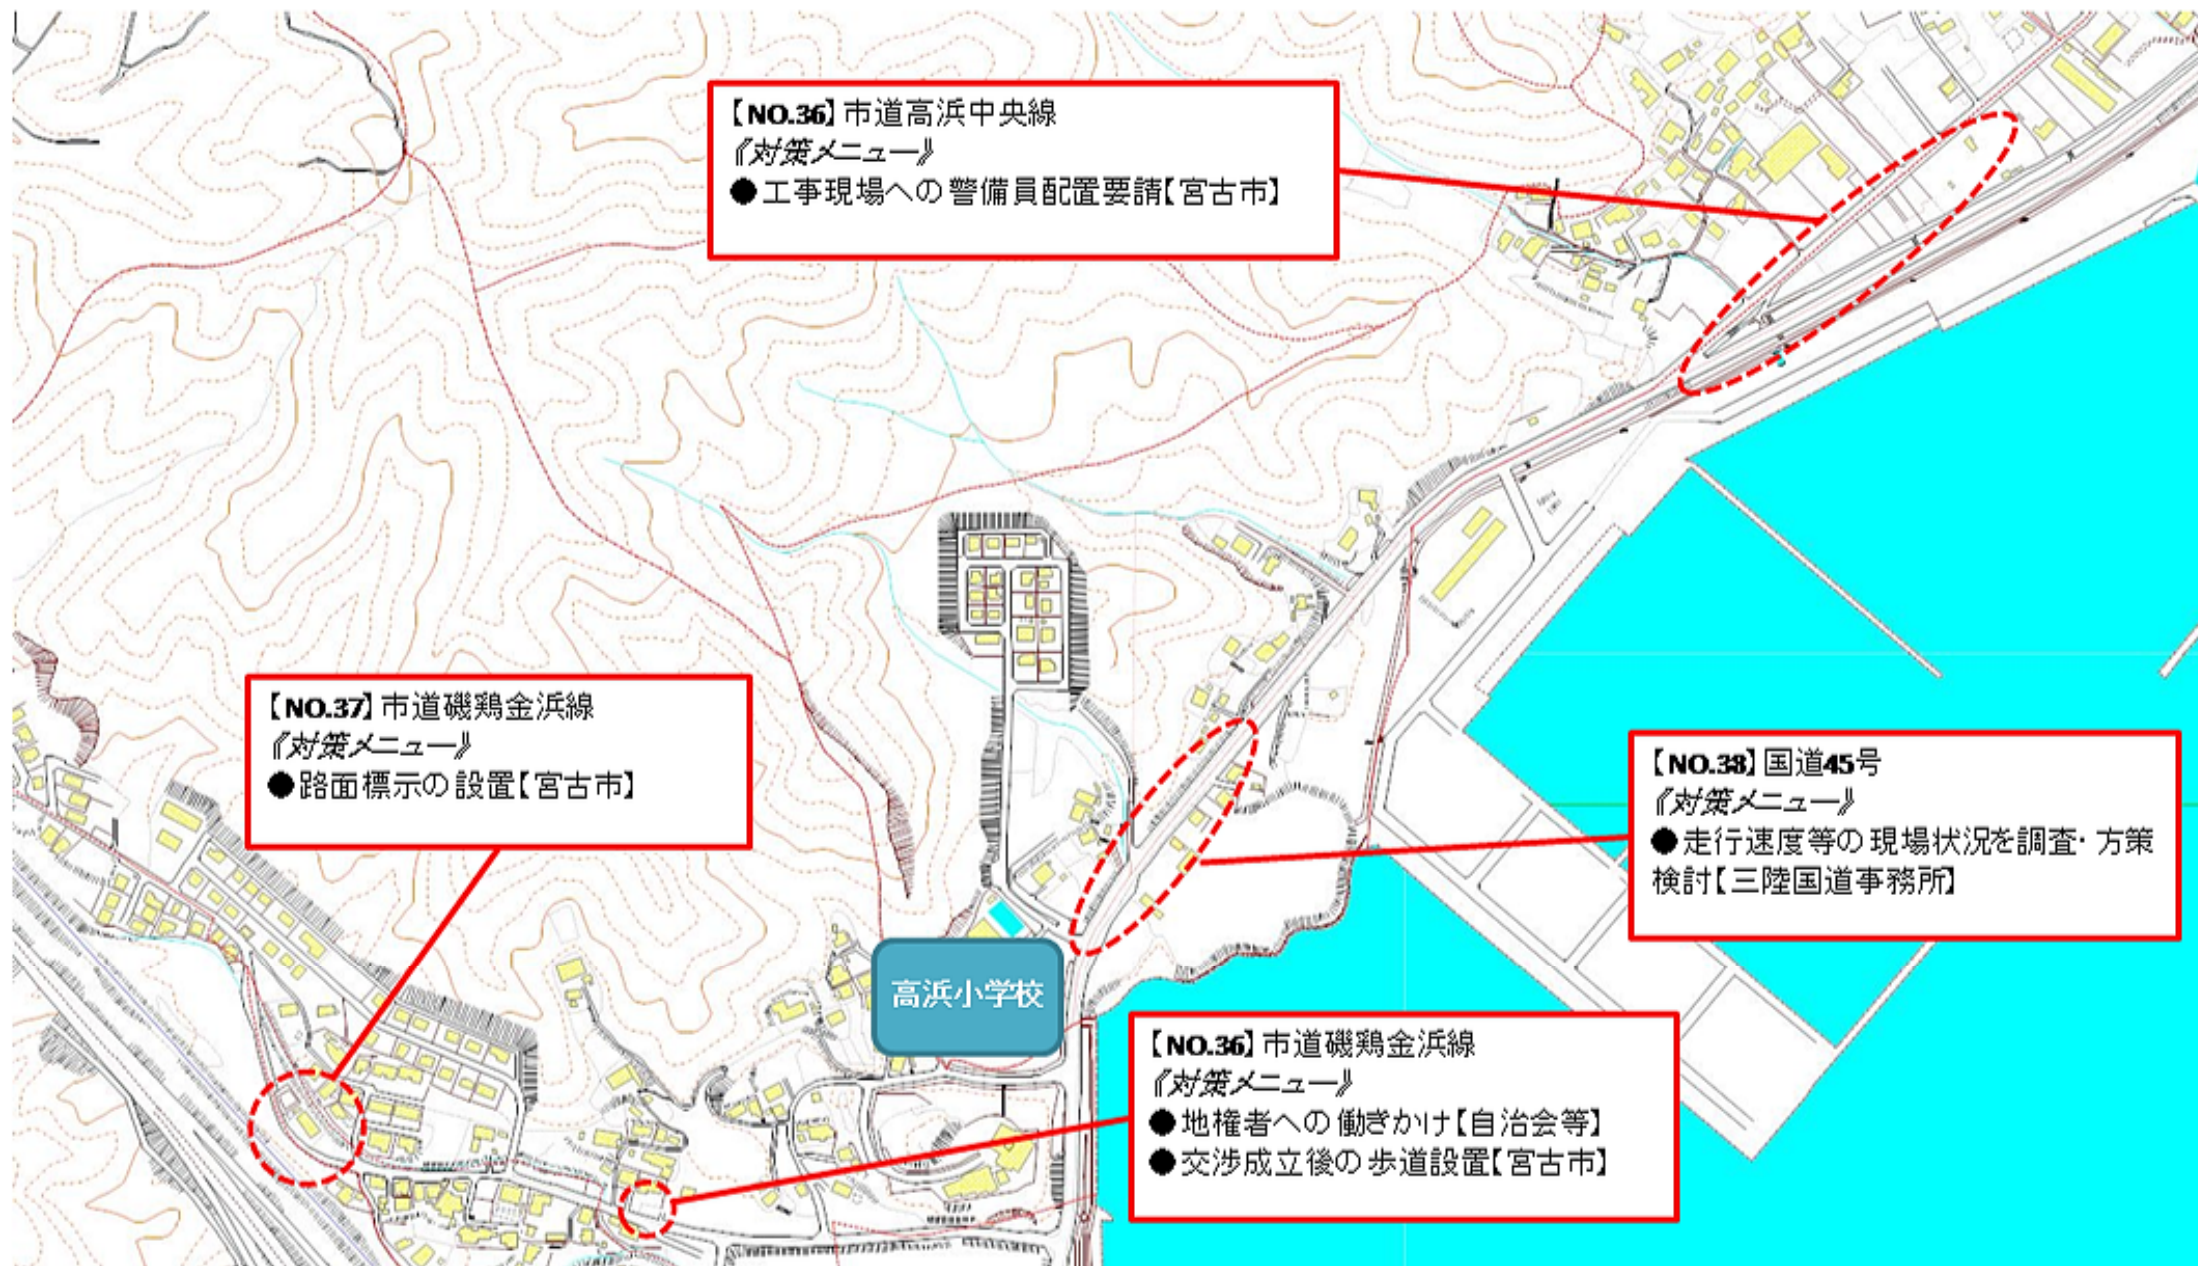 【NO.36】市道高浜中央線
《対策メニュー》
●工事現場への警備員配置要請【宮古市】
【NO.37】市道磯鶏金浜線
《対策メニュー》
●路面標示の設置【宮古市】
【NO.38】国道45号
《対策メニュー》
●走行速度等の現場状況を調査・方策
検討【三陸国道事務所】
高浜小学校
【NO.36】市道磯鶏金浜線
《対策メニュー》
●地権者への働きかけ【自治会等】
●交渉成立後の歩道設置【宮古市】